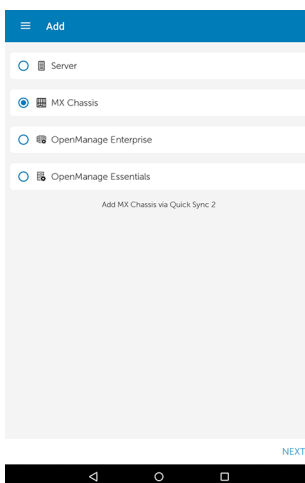 Add
Server
MX Chassis
OpenManage Enterprise
OpenManage Essentials
Add MX Chassis via Quick Sync 2
NEXT